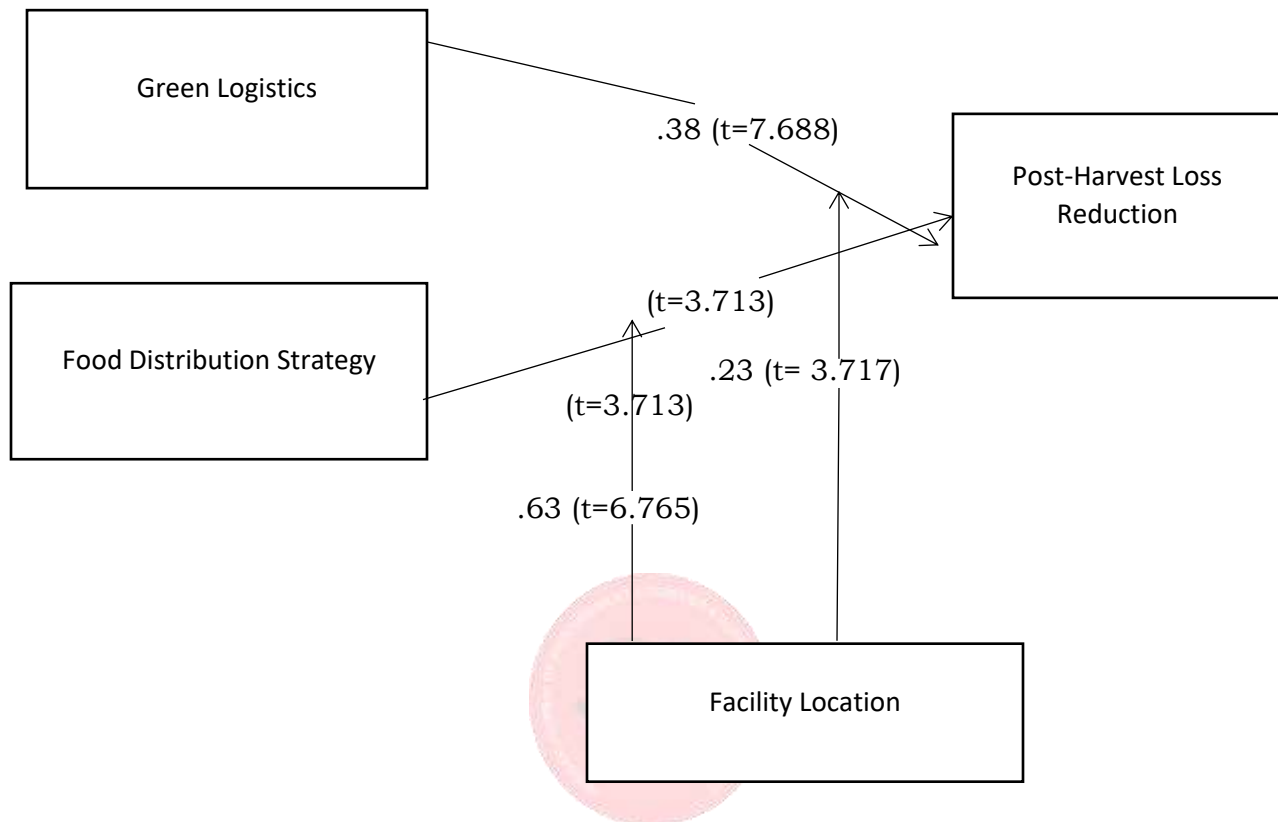 Green Logistics
.38 (t=7.688)
Post-Harvest Loss
Reduction
(t=3.713)
Food Distribution Strategy
.23 (t= 3.717)
(t=3.713)
.63 (t=6.765)
Facility Location